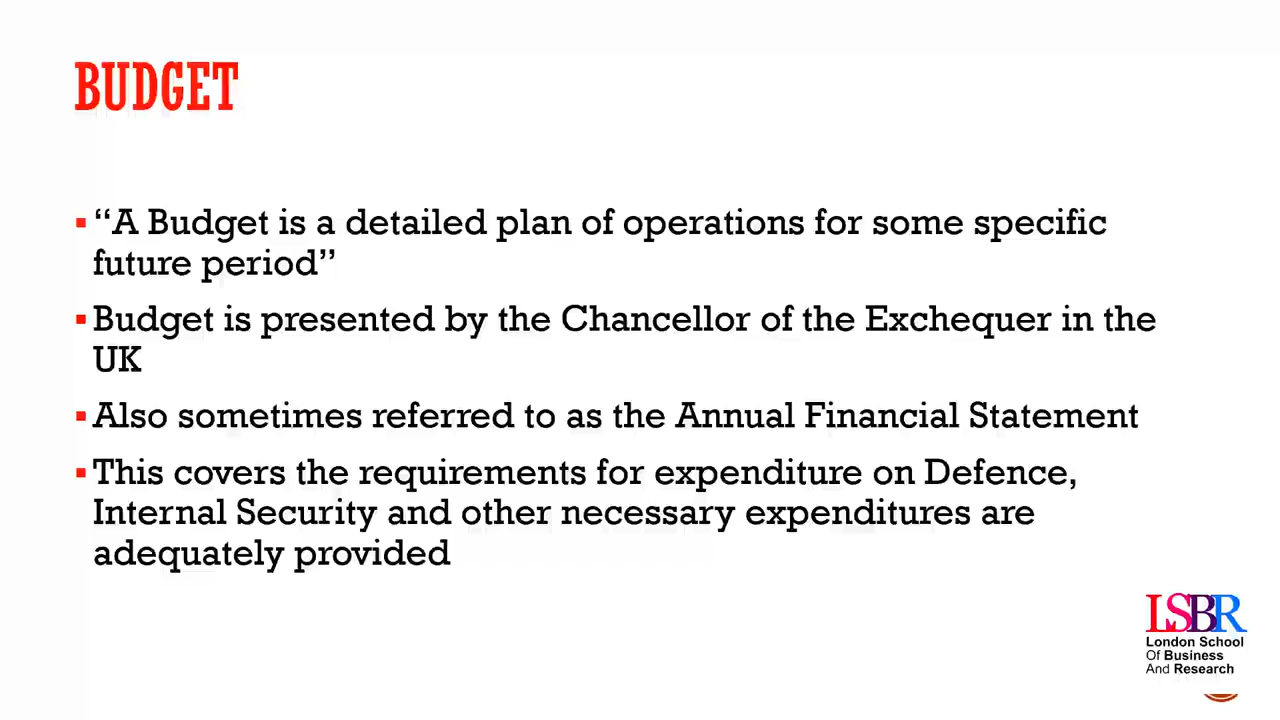 BUDGET
▪ “A Budget is a detailed plan of operations for some specific
future period”
▪ Budget is presented by the Chancellor of the Exchequer in the
UK
▪ Also sometimes referred to as the Annual Financial Statement
▪ This covers the requirements for expenditure on Defence,
Internal Security and other necessary expenditures are
adequately provided
LSBR
London School
Of Business
And Research